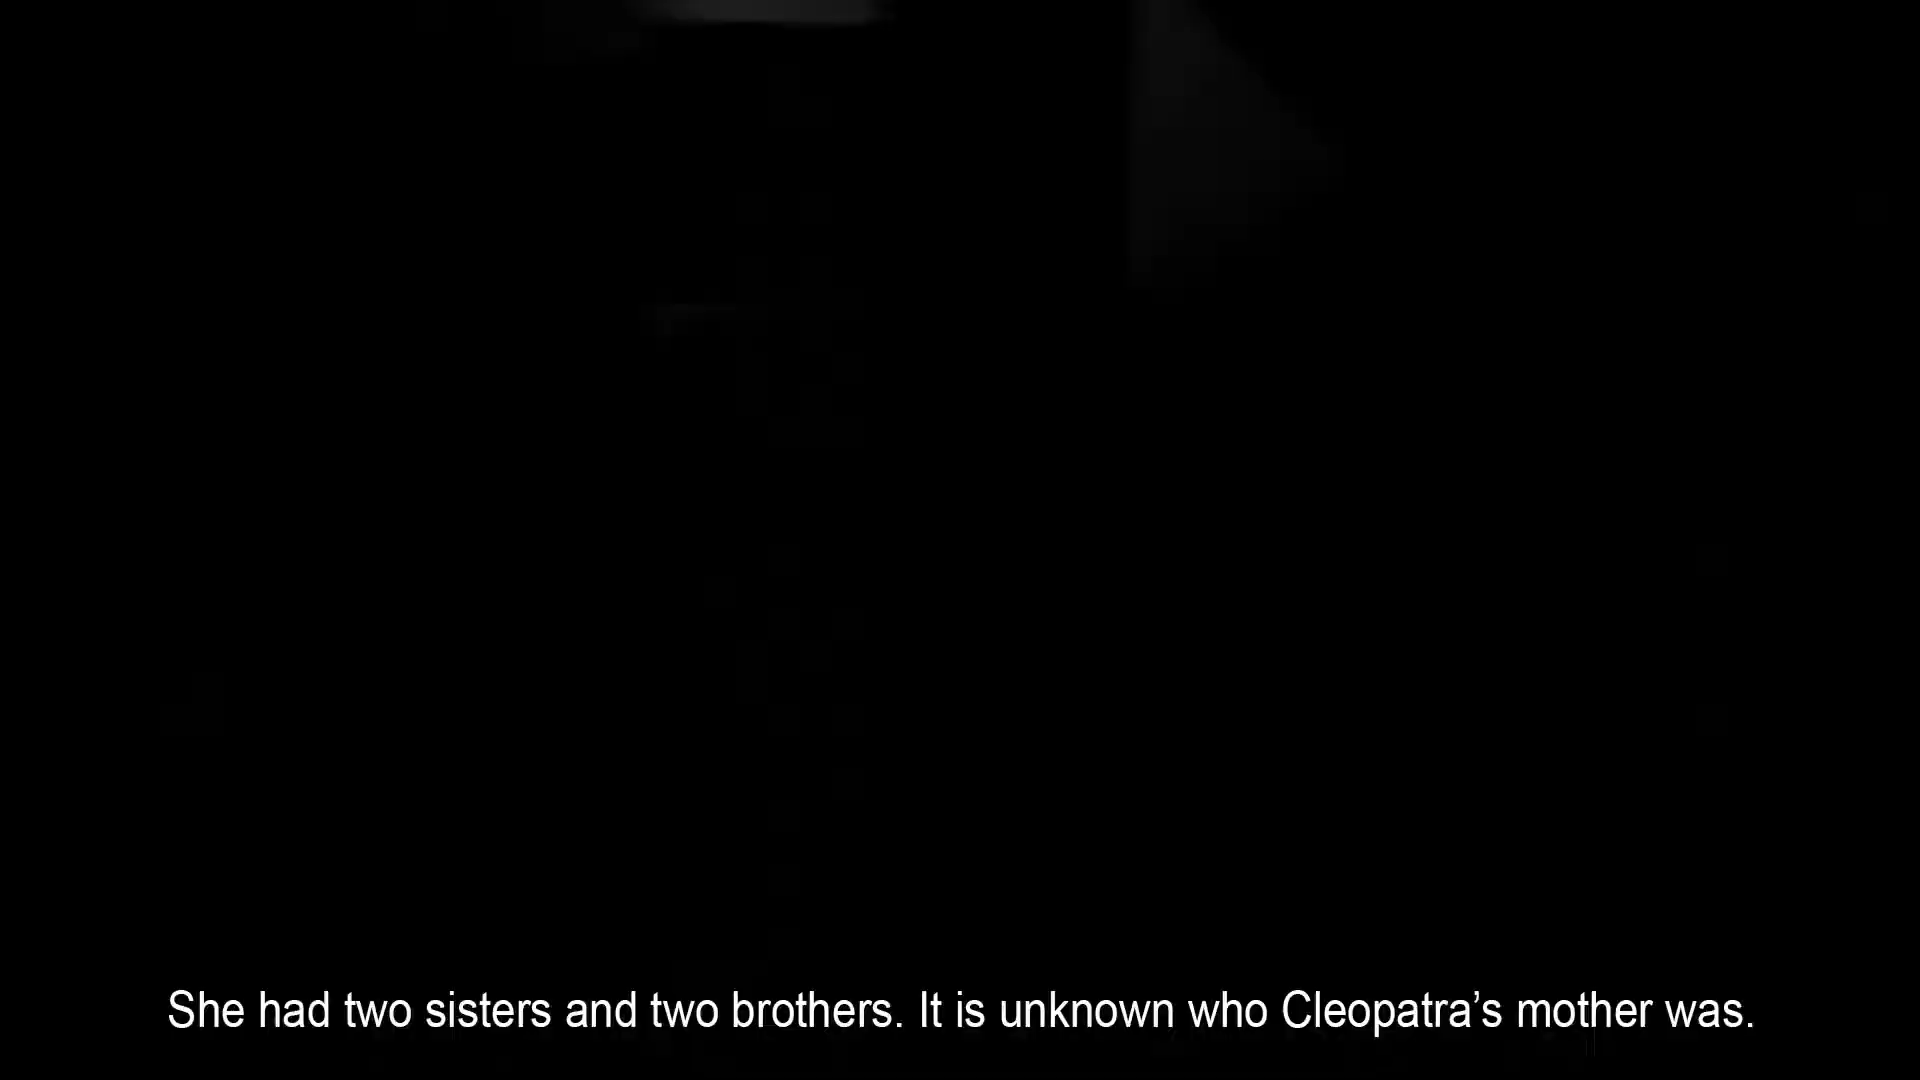 She had two sisters and two brothers. It is unknown who Cleopatra’s mother was.